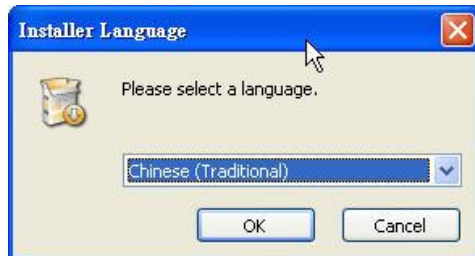 Installer Language
Please select a language.
Chinese (Traditional)
OK
Cancel